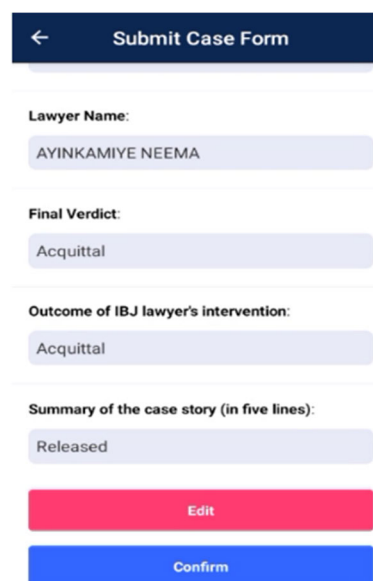 Submit Case Form
Lawyer Name:
AYINKAMIYE NEEMA
Final Verdict:
Acquittal
Outcome of IBJ lawyer's intervention:
Acquittal
Summary of the case story (in five lines):
Released
Edit
Confirm